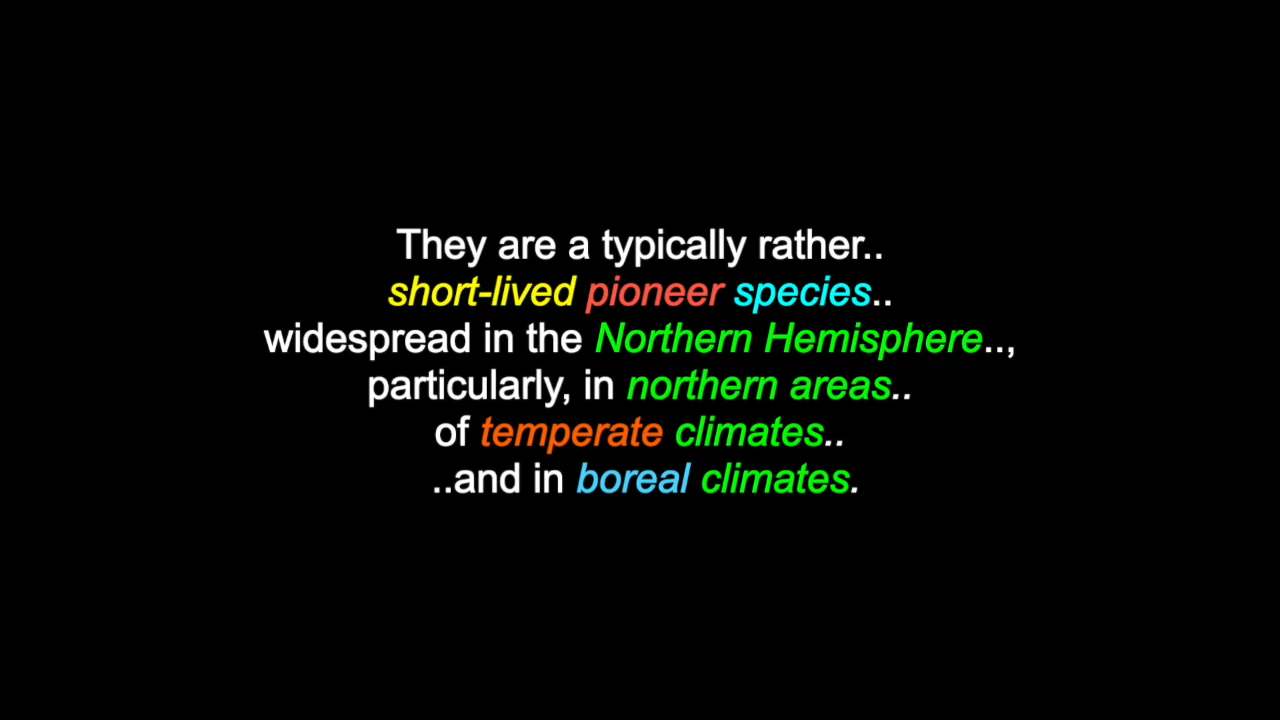 They are a typically rather..
short-lived pioneer species..
widespread in the Northern Hemisphere..,
particularly, in northern areas..
of temperate climates..
..and in boreal climates.